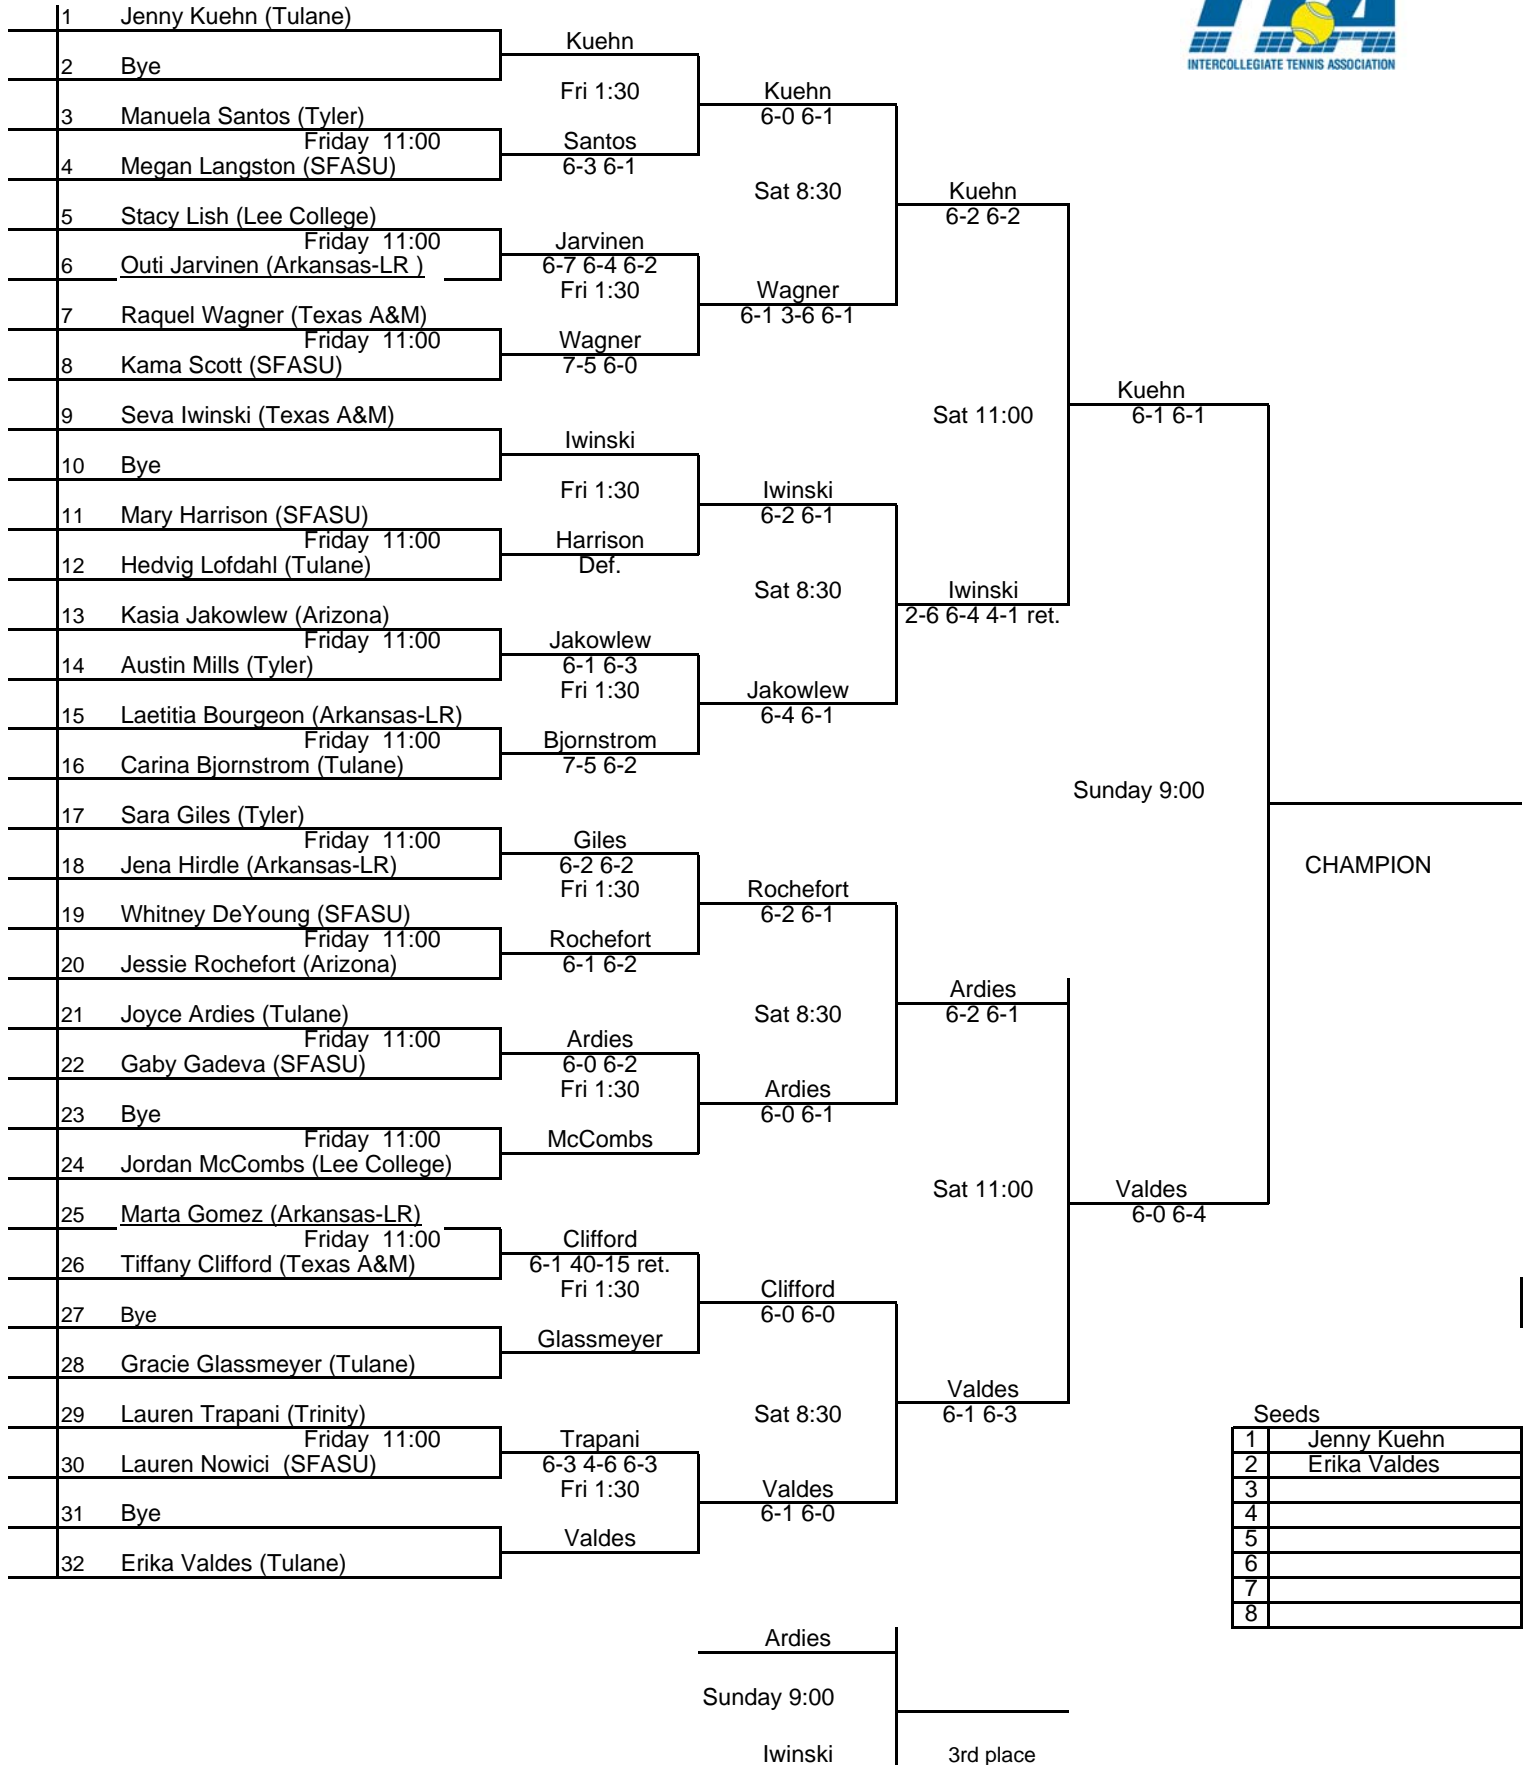 INTERCOLLEGIATE TENNIS ASSOCIATION
1 Jenny Kuehn (Tulane)
2 Bye
3 Manuela Santos (Tyler)
Friday 11:00
4 Megan Langston (SFASU)
5 Stacy Lish (Lee College)
Friday 11:00
6 Outi Jarvinen (Arkansas-LR )
7 Raquel Wagner (Texas A&M)
Friday 11:00
8 Kama Scott (SFASU)
9 Seva Iwinski (Texas A&M)
10 Bye
11 Mary Harrison (SFASU)
Friday 11:00
12 Hedvig Lofdahl (Tulane)
13 Kasia Jakowlew (Arizona)
Friday 11:00
14 Austin Mills (Tyler)
15 Laetitia Bourgeon (Arkansas-LR)
Friday 11:00
16 Carina Bjornstrom (Tulane)
17 Sara Giles (Tyler)
Friday 11:00
18 Jena Hirdle (Arkansas-LR)
19 Whitney DeYoung (SFASU)
Friday 11:00
20 Jessie Rochefort (Arizona)
21 Joyce Ardies (Tulane)
Friday 11:00
22 Gaby Gadeva (SFASU)
23 Bye
Friday 11:00
24 Jordan McCombs (Lee College)
25 Marta Gomez (Arkansas-LR)
Friday 11:00
26 Tiffany Clifford (Texas A&M)
27 Bye
28 Gracie Glassmeyer (Tulane)
29 Lauren Trapani (Trinity)
Friday 11:00
30 Lauren Nowici (SFASU)
31 Bye
32 Erika Valdes (Tulane)
Kuehn
Fri 1:30
Santos
6-3 6-1
Jarvinen
6-7 6-4 6-2
Fri 1:30
Wagner
7-5 6-0
Iwinski
Fri 1:30
Harrison
Def.
Jakowlew
6-1 6-3
Fri 1:30
Bjornstrom
7-5 6-2
Giles
6-2 6-2
Fri 1:30
Rochefort
6-1 6-2
Ardies
6-0 6-2
Fri 1:30
McCombs
Clifford
6-1 40-15 ret.
Fri 1:30
Glassmeyer
Trapani
6-3 4-6 6-3
Fri 1:30
Valdes
Kuehn
6-0 6-1
Sat 8:30
Wagner
6-1 3-6 6-1
Iwinski
6-2 6-1
Sat 8:30
Jakowlew
6-4 6-1
Rochefort
6-2 6-1
Sat 8:30
Ardies
6-0 6-1
Clifford
6-0 6-0
Sat 8:30
Valdes
6-1 6-0
Kuehn
6-2 6-2
Sat 11:00
Iwinski
2-6 6-4 4-1 ret.
Ardies
6-2 6-1
Sat 11:00
Valdes
6-1 6-3
Kuehn
6-1 6-1
Sunday 9:00
Valdes
6-0 6-4
CHAMPION
Seeds
1 Jenny Kuehn
2 Erika Valdes
3
4
5
6
7
8
Ardies
Sunday 9:00
Iwinski
3rd place